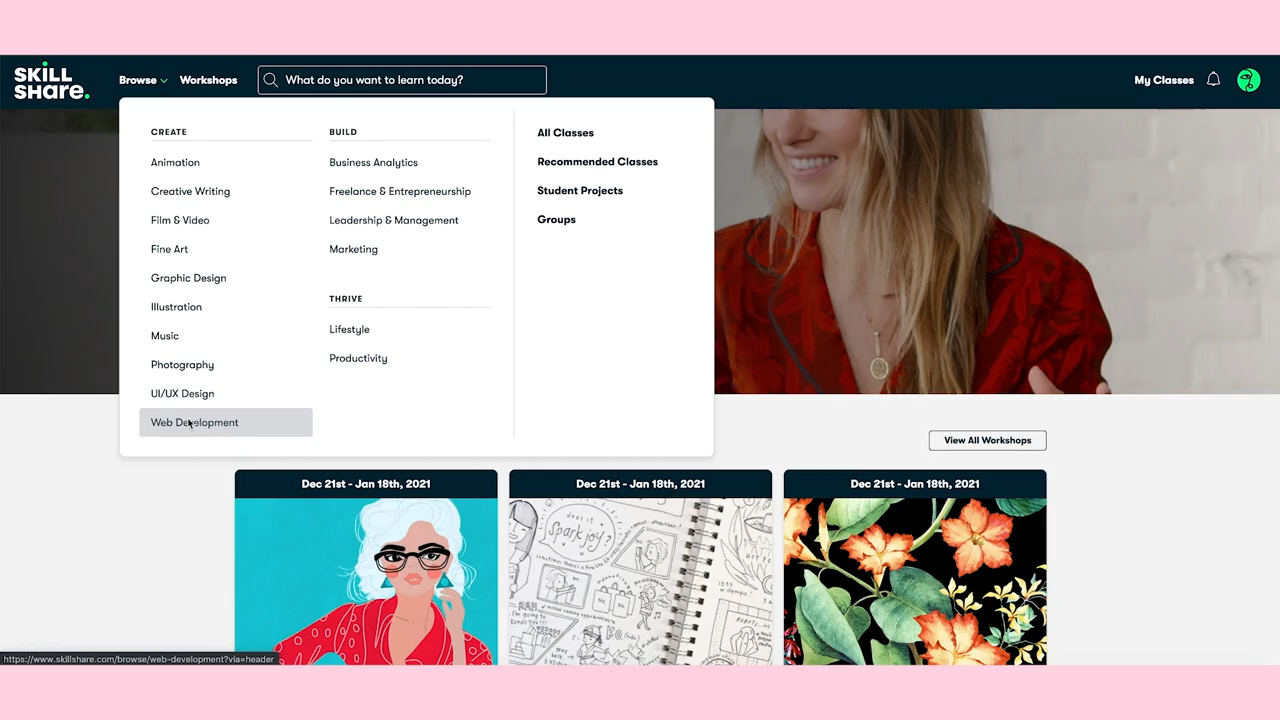 SKILL
SHARE.
Browse
Workshops
What do you want to learn today?
My Classes
CREATE
Animation
Creative Writing
Film & Video
Fine Art
Graphic Design
Illustration
Music
Photography
UI/UX Design
Web Development
BUILD
Business Analytics
Freelance & Entrepreneurship
Leadership & Management
Marketing
THRIVE
Lifestyle
Productivity
All Classes
Recommended Classes
Student Projects
Groups
View All Workshops
Dec 21st - Jan 18th, 2021
Dec 21st - Jan 18th, 2021
Dec 21st - Jan 18th, 2021
does it
Spark joy?
https://www.skillshare.com/browse/web-development?via=header